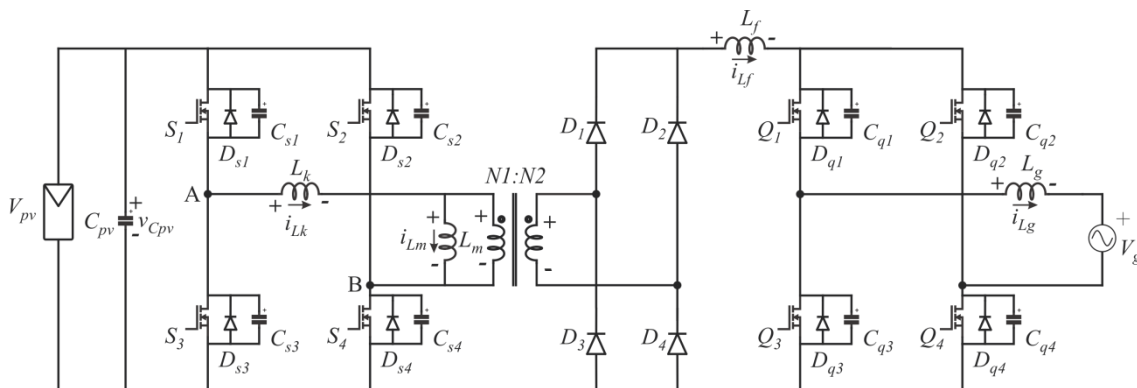 L_f
+ -
i_Lf
S_1
C_s1
D_s1
S_2
C_s2
D_s2
D_1
D_2
Q_1
C_q1
D_q1
Q_2
C_q2
D_q2
A
L_k
+ -
i_Lk
N1:N2
L_g
+ -
i_Lg
V_pv
C_pv
+
v_Cpv
-
i_Lm
+
L_m
-
+
-
+
-
B
+
V_g
S_3
C_s3
D_s3
S_4
C_s4
D_s4
D_3
D_4
Q_3
C_q3
D_q3
Q_4
C_q4
D_q4